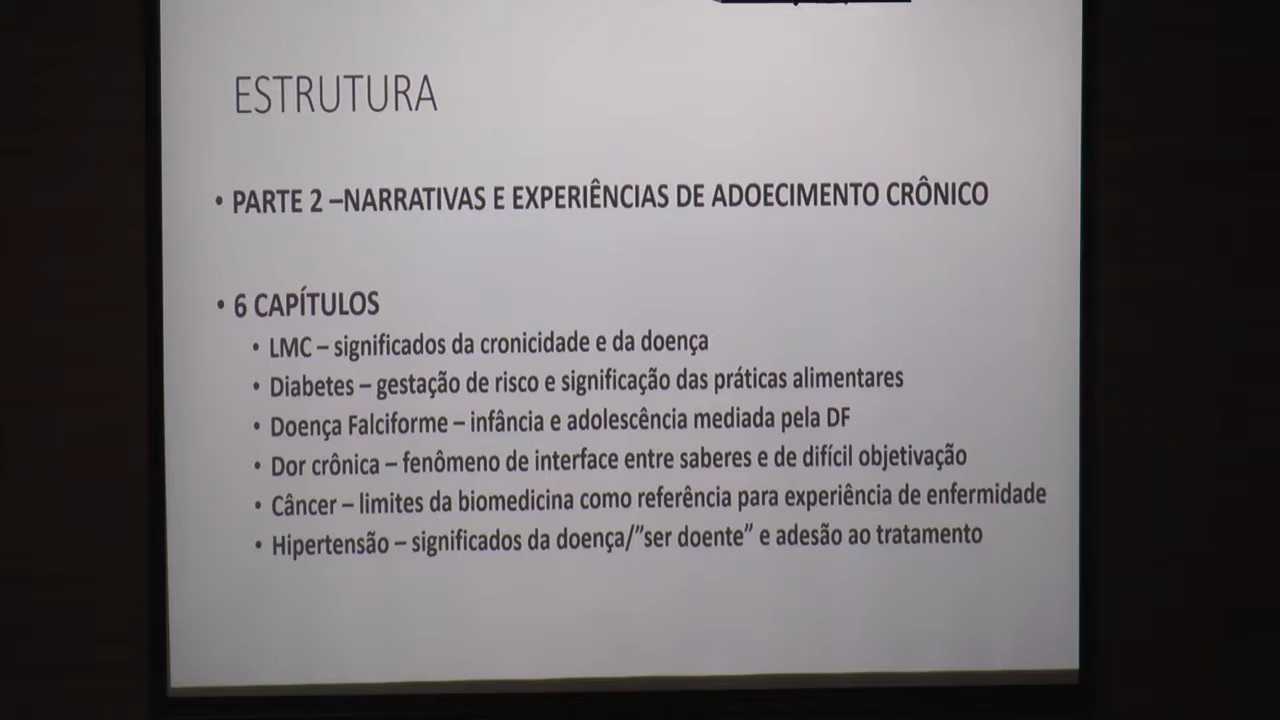 ESTRUTURA
• PARTE 2 –NARRATIVAS E EXPERIÊNCIAS DE ADOECIMENTO CRÔNICO
• 6 CAPÍTULOS
• LMC – significados da cronicidade e da doença
• Diabetes – gestação de risco e significação das práticas alimentares
• Doença Falciforme – infância e adolescência mediada pela DF
• Dor crônica – fenômeno de interface entre saberes e de difícil objetivação
• Câncer – limites da biomedicina como referência para experiência de enfermidade
• Hipertensão – significados da doença/”ser doente” e adesão ao tratamento